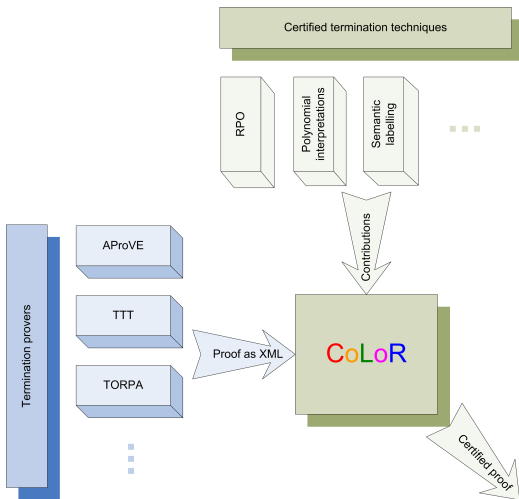 Certified termination techniques
RPO
Polynomial
interpretations
Semantic
labelling
Contributions
Termination provers
AProVE
TTT
TORPA
Proof as XML
CoLoR
Certified proof